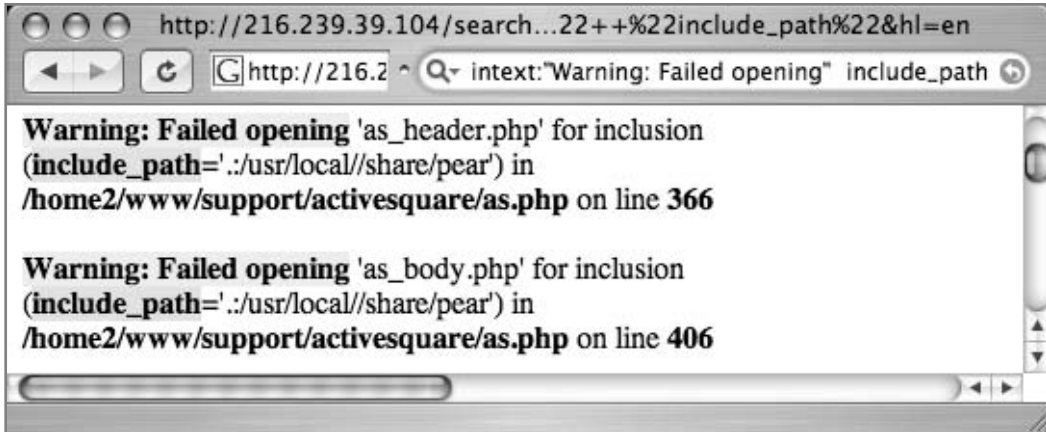 http://216.239.39.104/search...22++%22include_path%22&hl=en
G http://216.2 intext:"Warning: Failed opening" include_path
Warning: Failed opening 'as_header.php' for inclusion
(include_path='.:/usr/local//share/pear') in
/home2/www/support/activesquare/as.php on line 366
Warning: Failed opening 'as_body.php' for inclusion
(include_path='.:/usr/local//share/pear') in
/home2/www/support/activesquare/as.php on line 406